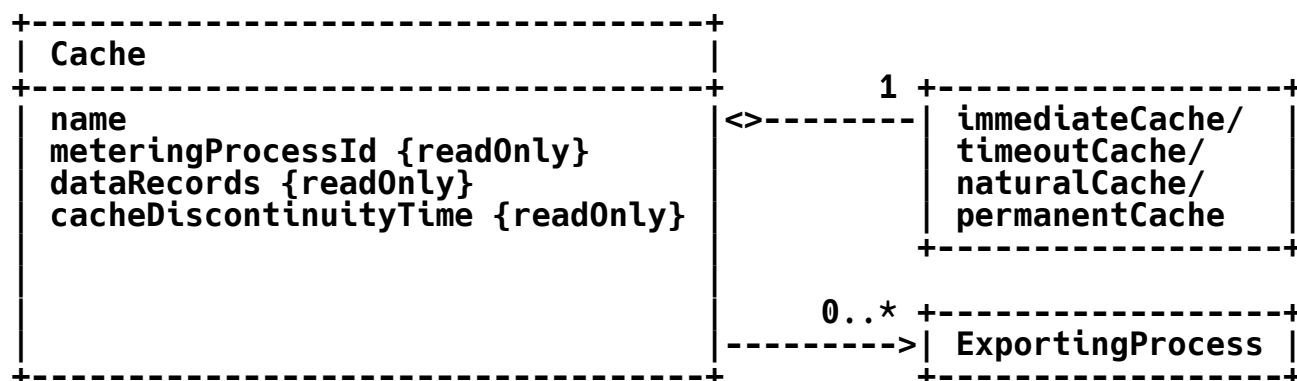 +-----------------------------------+
| Cache                             |
+-----------------------------------+        1 +------------------+
| name                              |<>--------| immediateCache/  |
| meteringProcessId {readOnly}      |          | timeoutCache/    |
| dataRecords {readOnly}            |          | naturalCache/    |
| cacheDiscontinuityTime {readOnly} |          | permanentCache   |
|                                   |          +------------------+
|                                   |
|                                   |     0..* +------------------+
|                                   |--------->| ExportingProcess |
+-----------------------------------+          +------------------+